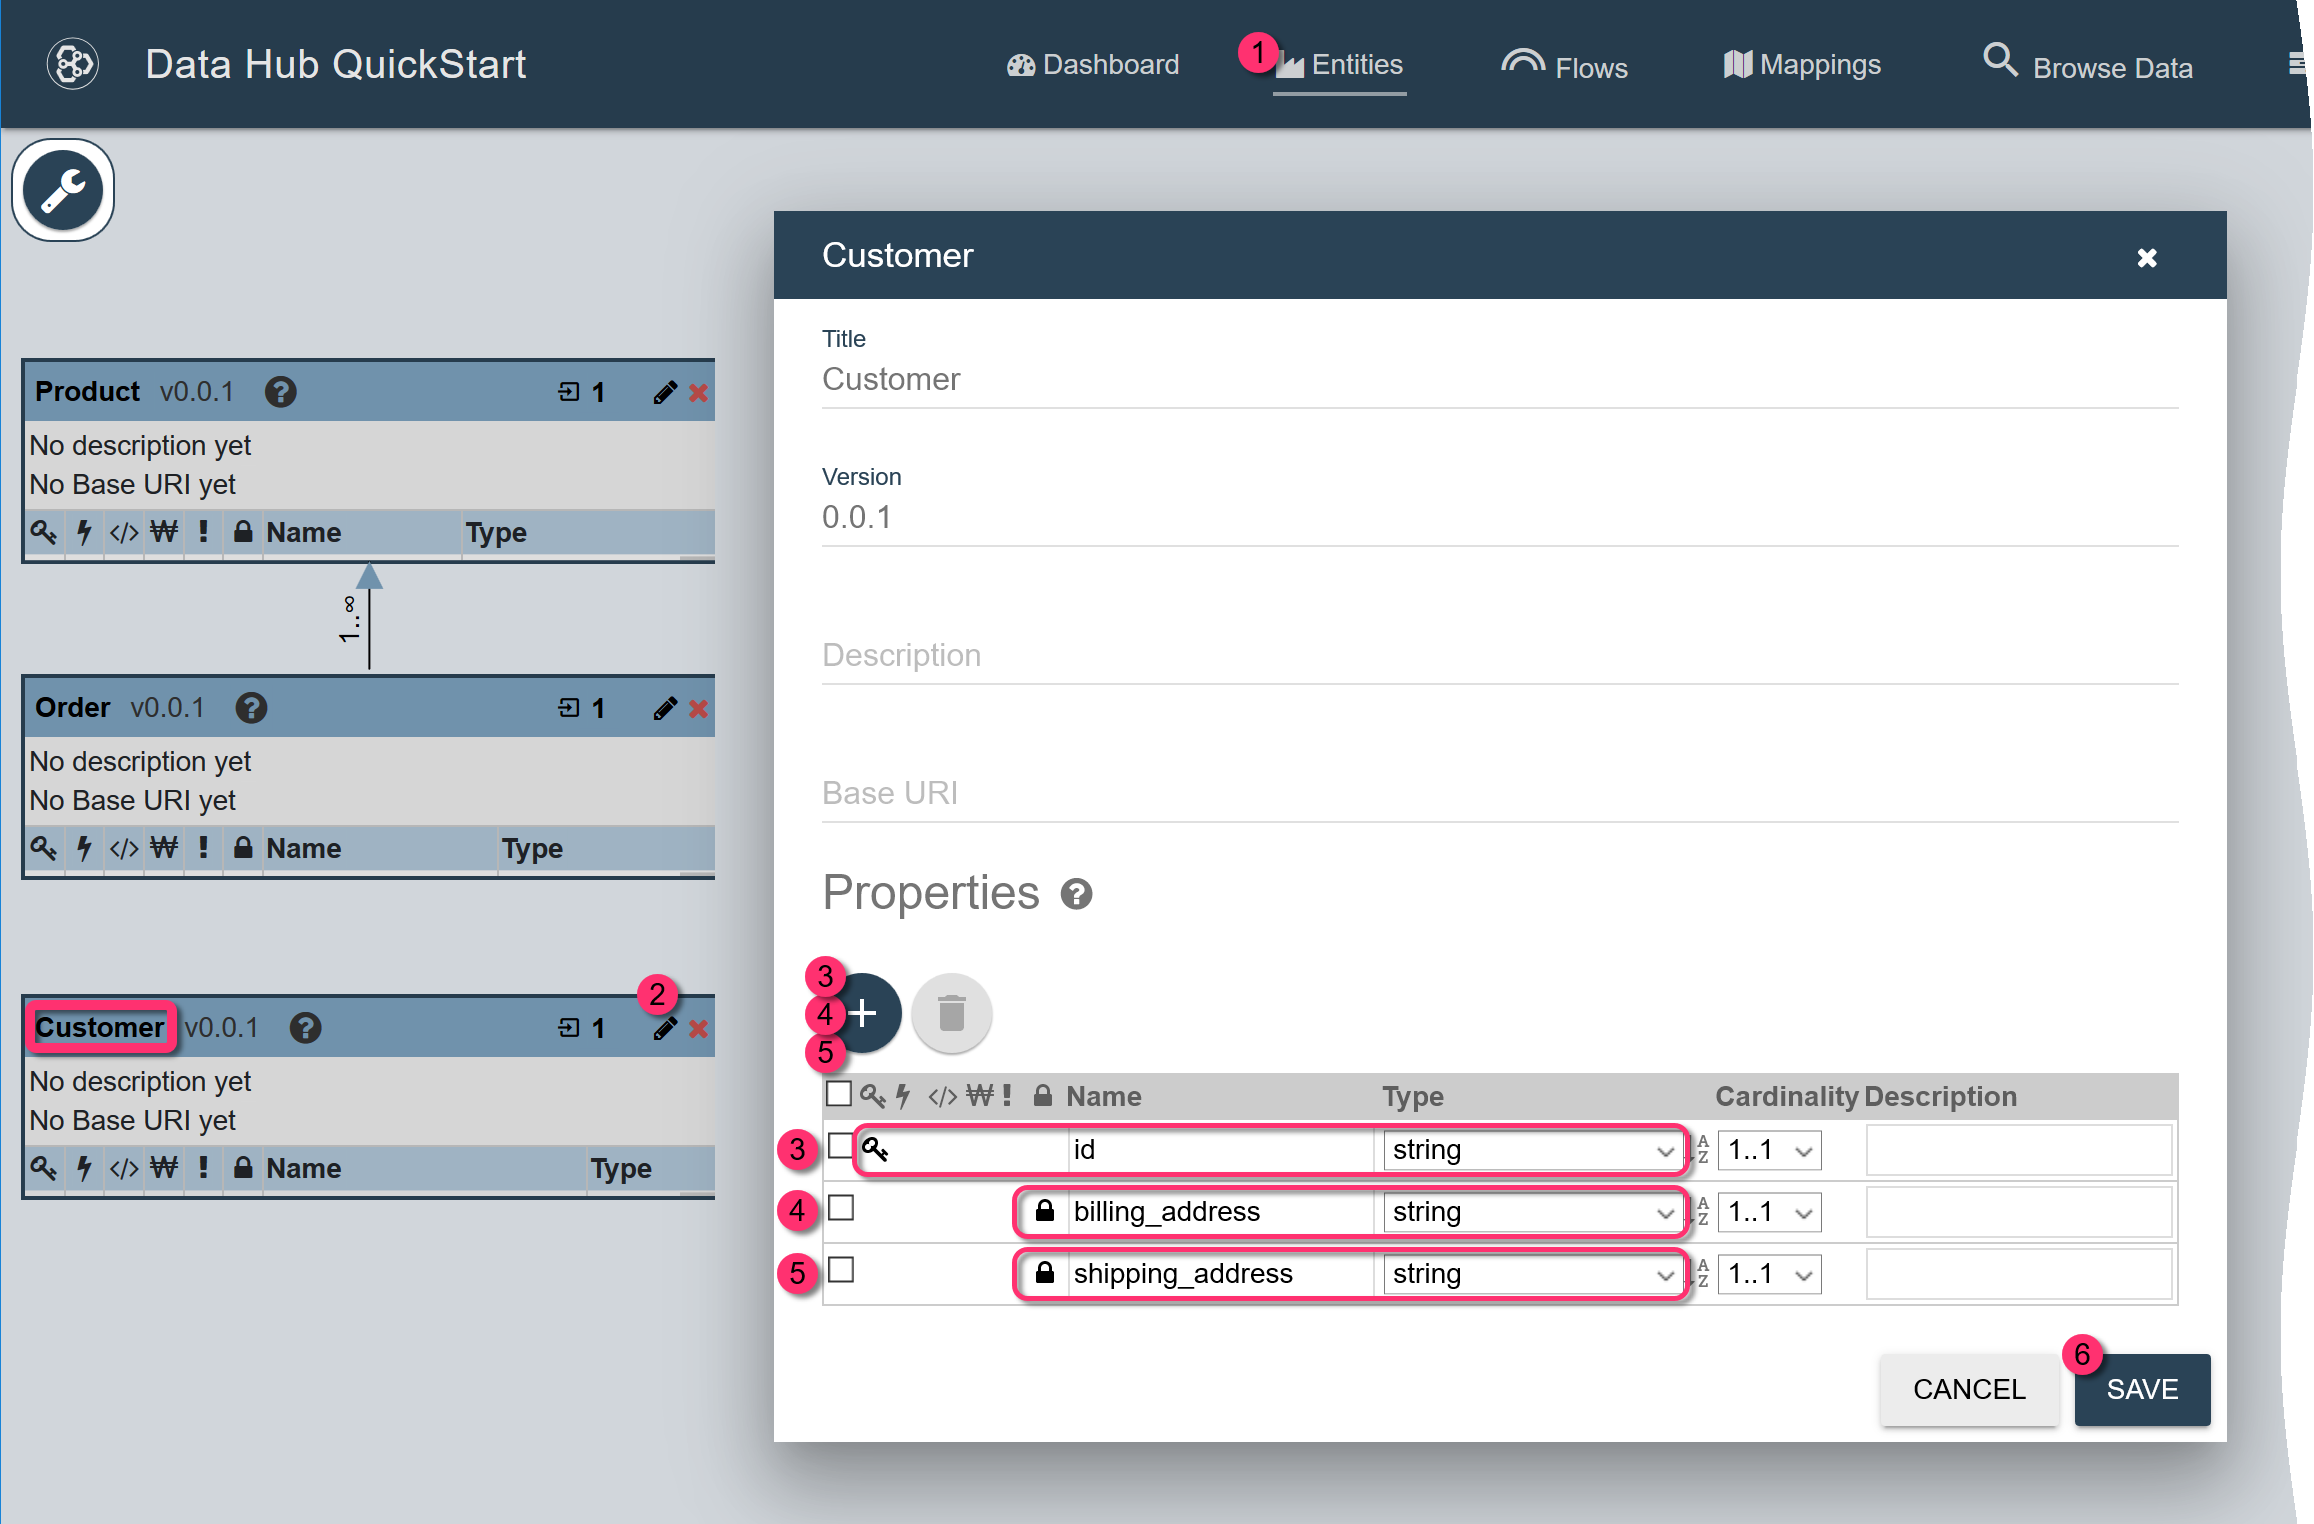 Data Hub QuickStart
Dashboard
1
Entities
Flows
Mappings
Browse Data
Product v0.0.1 ? 1
No description yet
No Base URI yet
</> ₩ ! Name Type
1..∞
Order v0.0.1 ? 1
No description yet
No Base URI yet
</> ₩ ! Name Type
2
Customer v0.0.1 ? 1
No description yet
No Base URI yet
</> ₩ ! Name Type
Customer
Title
Customer
Version
0.0.1
Description
Base URI
Properties ?
3
4 +
5
</> ₩ ! Name Type Cardinality Description
3 id string A Z 1..1
4 billing_address string A Z 1..1
5 shipping_address string A Z 1..1
CANCEL
6
SAVE